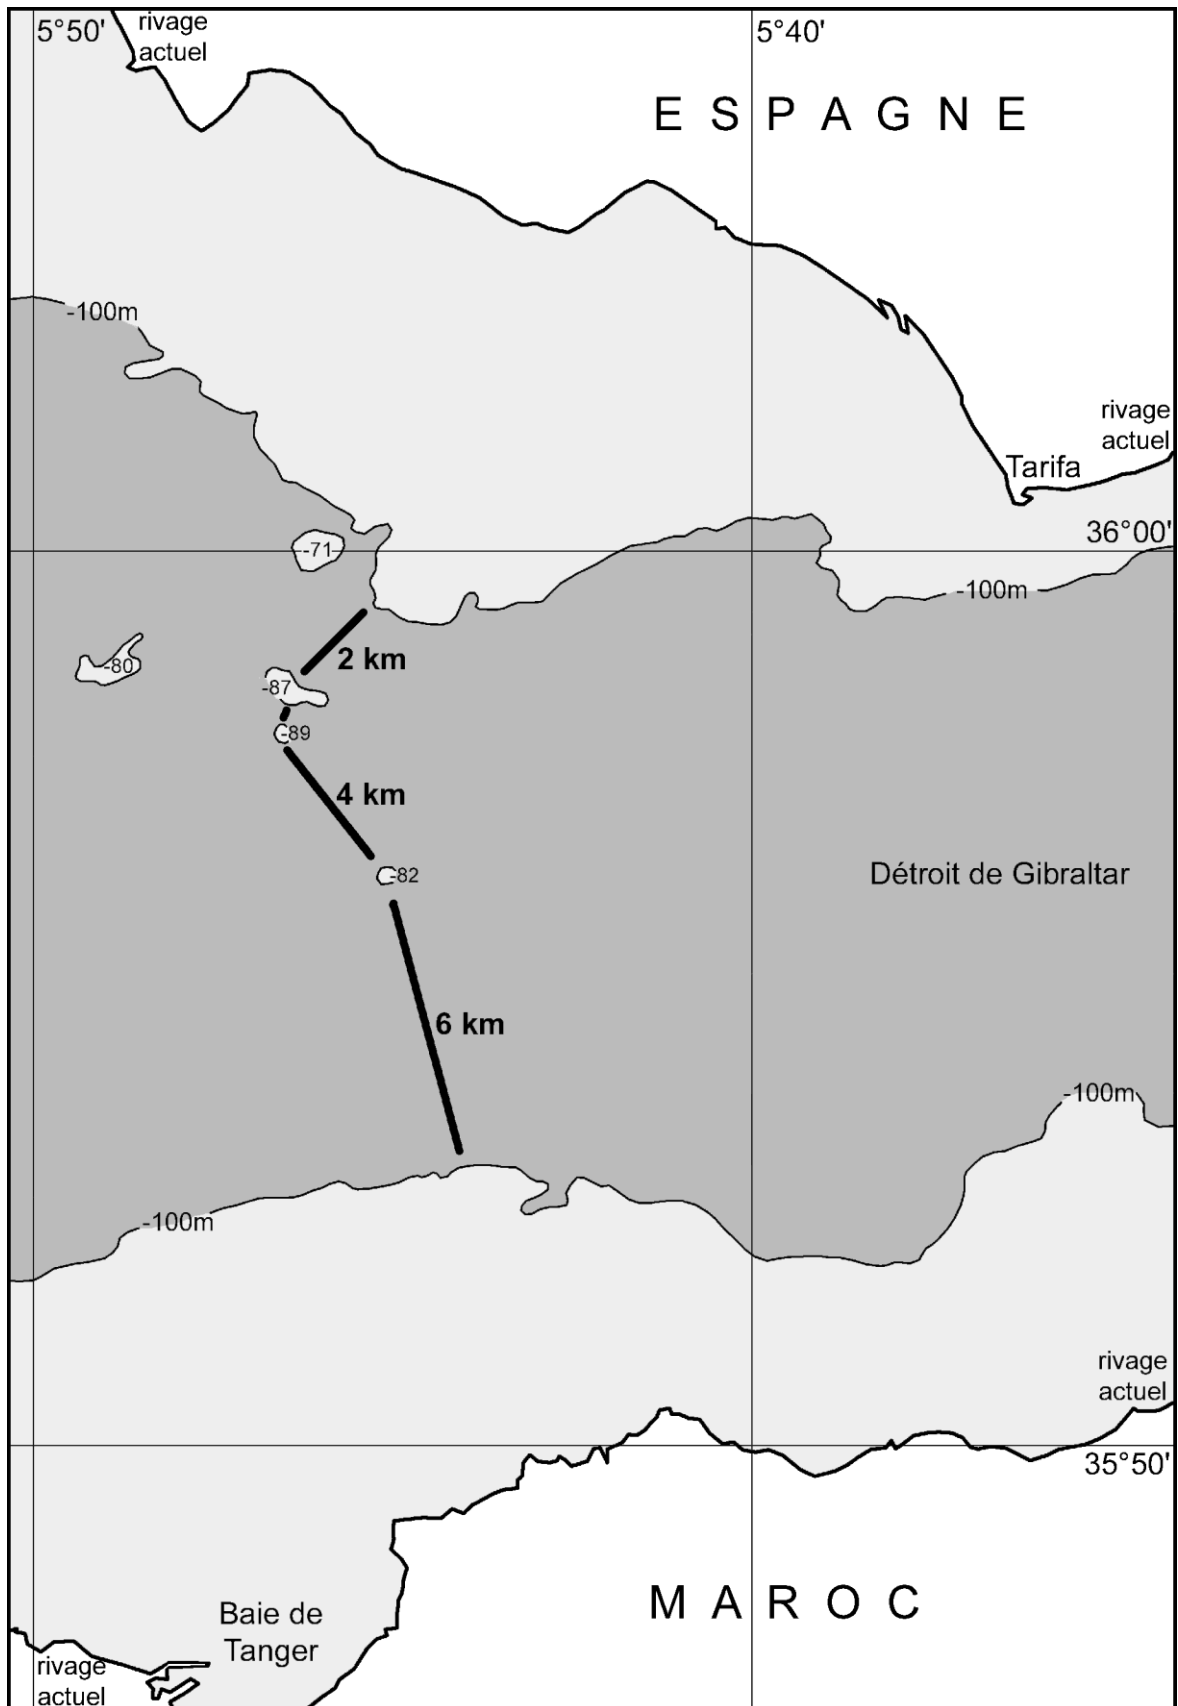 5°50'
rivage
actuel
5°40'
ESPAGNE
-100m
rivage
actuel
Tarifa
36°00'
-71
-100m
2 km
-80
-87
-89
4 km
-82
Détroit de Gibraltar
6 km
-100m
-100m
rivage
actuel
35°50'
MAROC
Baie de
Tanger
rivage
actuel